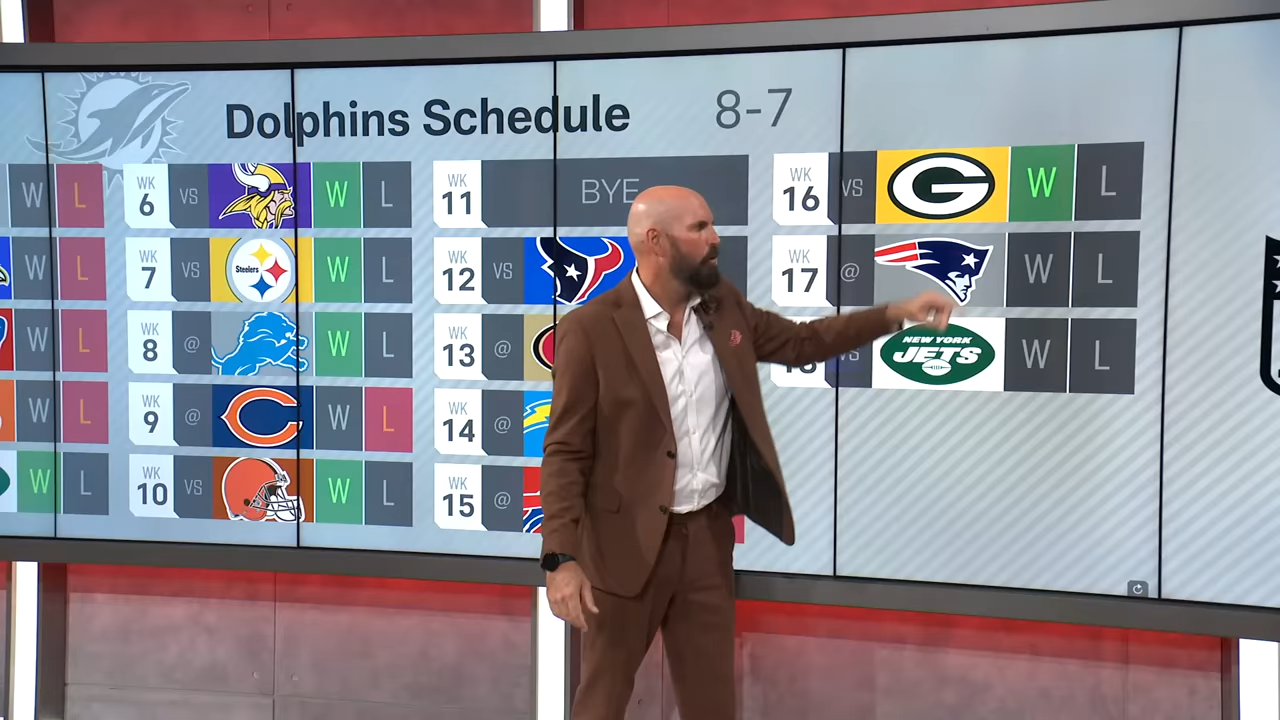 Dolphins Schedule 8-7
W L
W L
W L
W L
W L
WK 6 VS W L
WK 7 VS Steelers W L
WK 8 @ W L
WK 9 @ W L
WK 10 VS W L
WK 11 BYE
WK 12 VS
WK 13 @
WK 14 @
WK 15 @
WK 16 VS G W L
WK 17 @ W L
VS NEW YORK JETS W L